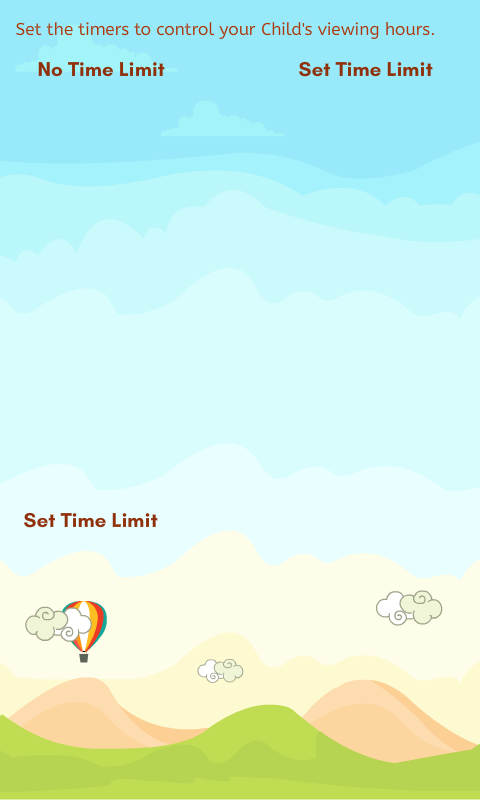 Set the timers to control your Child's viewing hours.
No Time Limit Set Time Limit
Set Time Limit